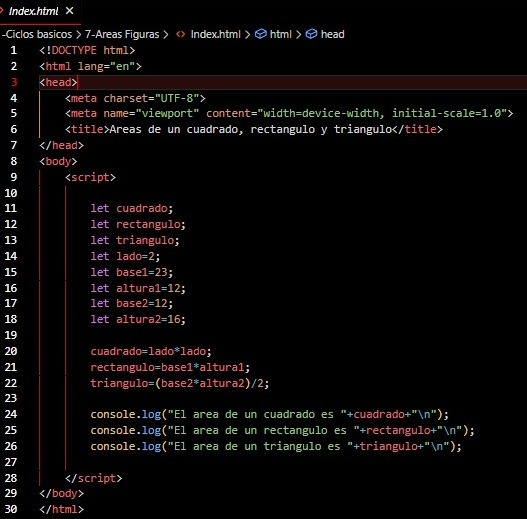 Index.html ×
-Ciclos basicos > 7-Areas Figuras > <> Index.html > html > head
1 <!DOCTYPE html>
2 <html lang="en">
3 <head>
4 <meta charset="UTF-8">
5 <meta name="viewport" content="width=device-width, initial-scale=1.0">
6 <title>Areas de un cuadrado, rectangulo y triangulo</title>
7 </head>
8 <body>
9 <script>
10
11 let cuadrado;
12 let rectangulo;
13 let triangulo;
14 let lado=2;
15 let base1=23;
16 let altura1=12;
17 let base2=12;
18 let altura2=16;
19
20 cuadrado=lado*lado;
21 rectangulo=base1*altura1;
22 triangulo=(base2*altura2)/2;
23
24 console.log("El area de un cuadrado es "+cuadrado+"\n");
25 console.log("El area de un rectangulo es "+rectangulo+"\n");
26 console.log("El area de un triangulo es "+triangulo+"\n");
27
28 </script>
29 </body>
30 </html>